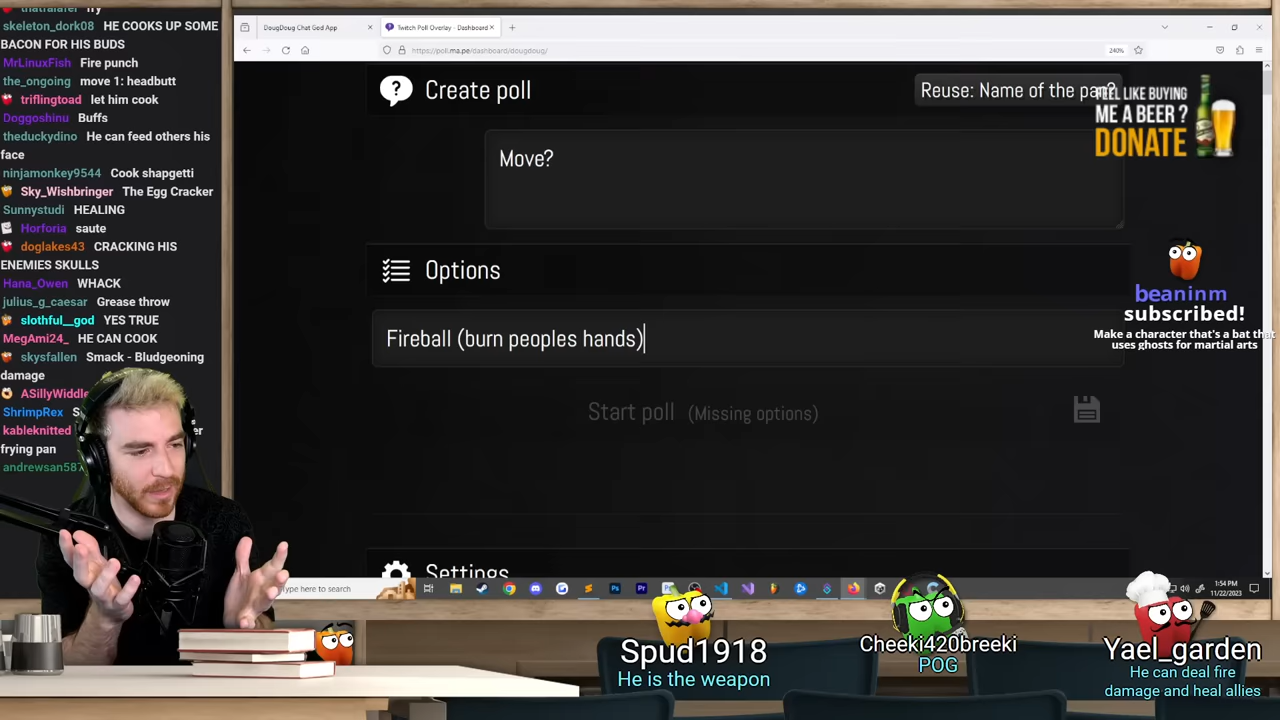 thatralafer fry
skeleton_dork08 HE COOKS UP SOME
BACON FOR HIS BUDS
MrLinuxFish Fire punch
the_ongoing move 1: headbutt
triflingtoad let him cook
Doggoshinu Buffs
theduckydino He can feed others his
face
ninjamonkey9544 Cook shapgetti
Sky_Wishbringer The Egg Cracker
Sunnystudi HEALING
Horforia saute
doglakes43 CRACKING HIS
ENEMIES SKULLS
Hana_Owen WHACK
julius_g_caesar Grease throw
slothful__god YES TRUE
MegAmi24_ HE CAN COOK
skysfallen Smack - Bludgeoning
damage
ASillyWiddle
ShrimpRex S
kableknitted er
frying pan
andrewsan587
DougDoug Chat God App
Twitch Poll Overlay - Dashboard
https://poll.ma.pe/dashboard/dougdoug/
240%
Create poll
Reuse: Name of the pan?
FEEL LIKE BUYING
ME A BEER ?
DONATE
Move?
Options
Fireball (burn peoples hands)
Start poll (Missing options)
Settings
beaninm
subscribed!
Make a character that's a bat that
uses ghosts for martial arts
Type here to search
1:54 PM
11/22/2023
Spud1918
He is the weapon
Cheeki420breeki
POG
Yael_garden
He can deal fire
damage and heal allies